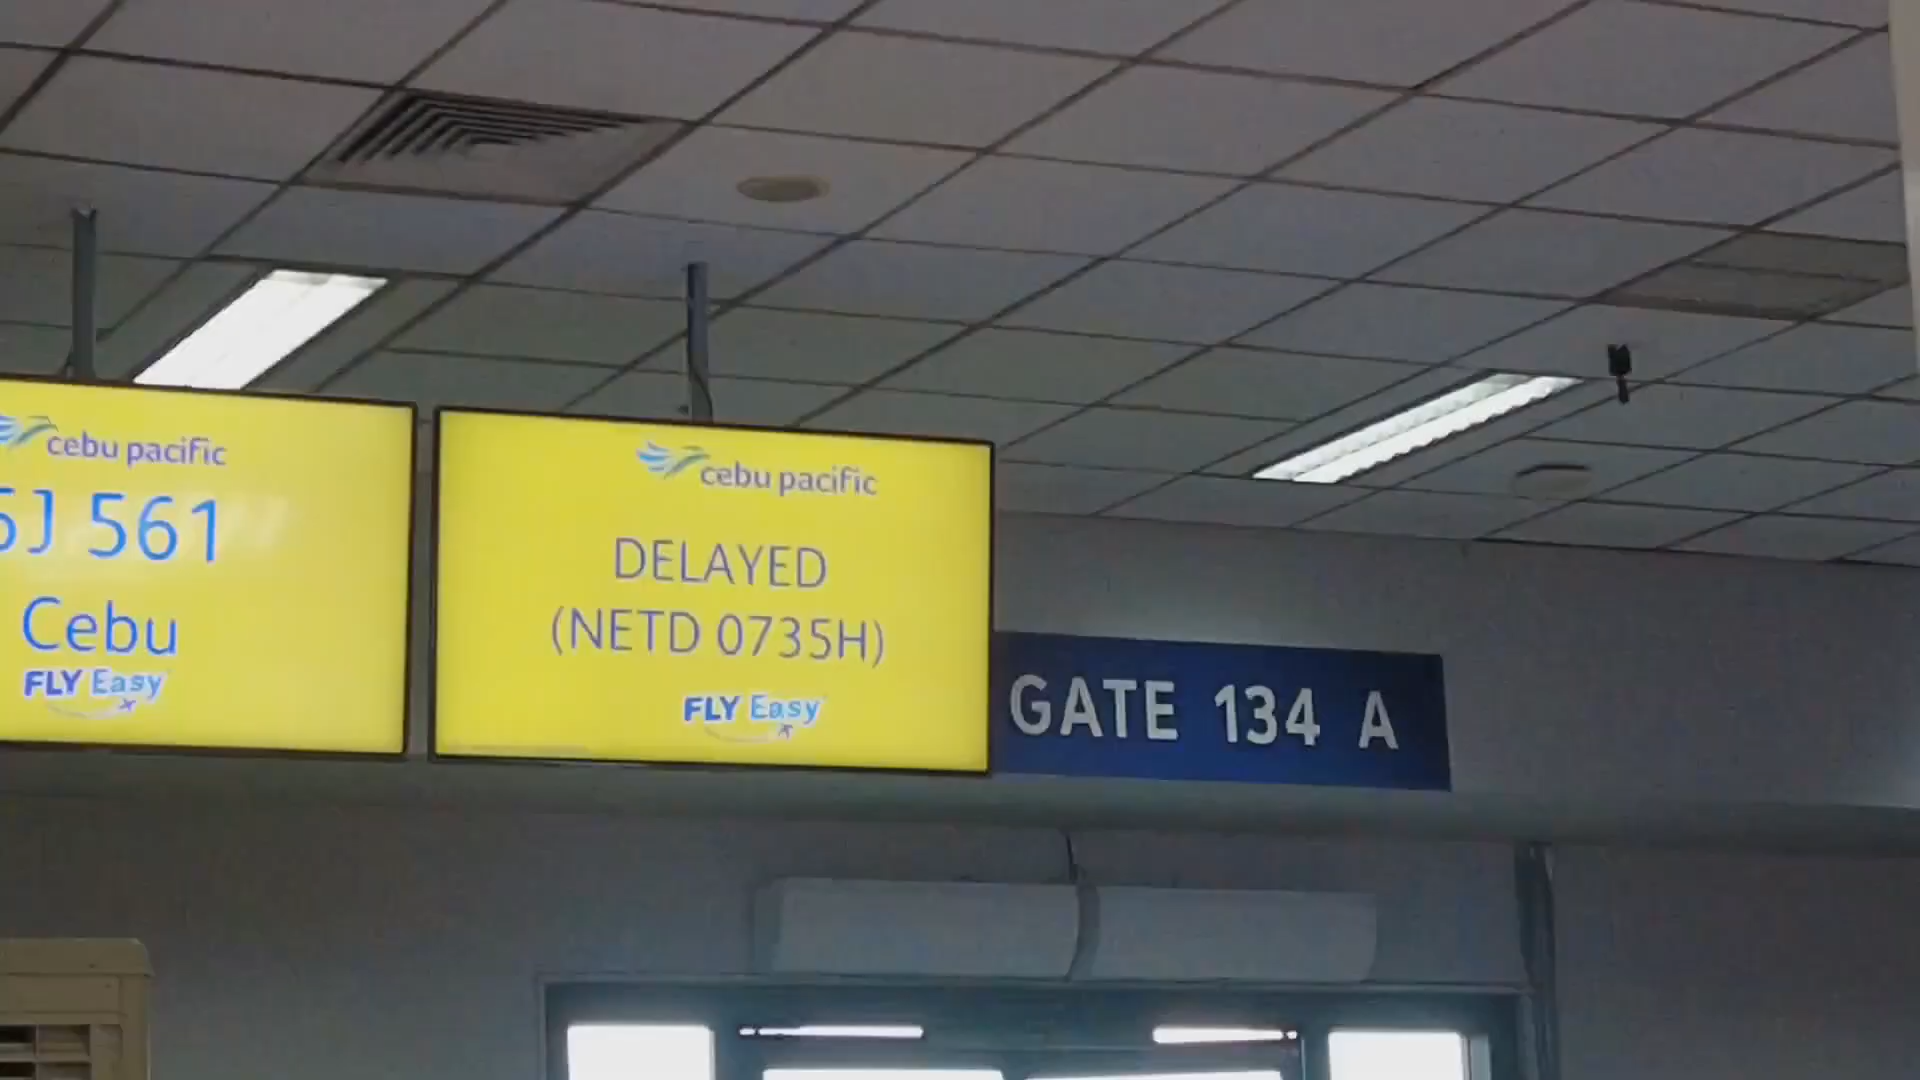 cebu pacific
5J 561
Cebu
FLY Easy
cebu pacific
DELAYED
(NETD 0735H)
FLY Easy
GATE 134 A